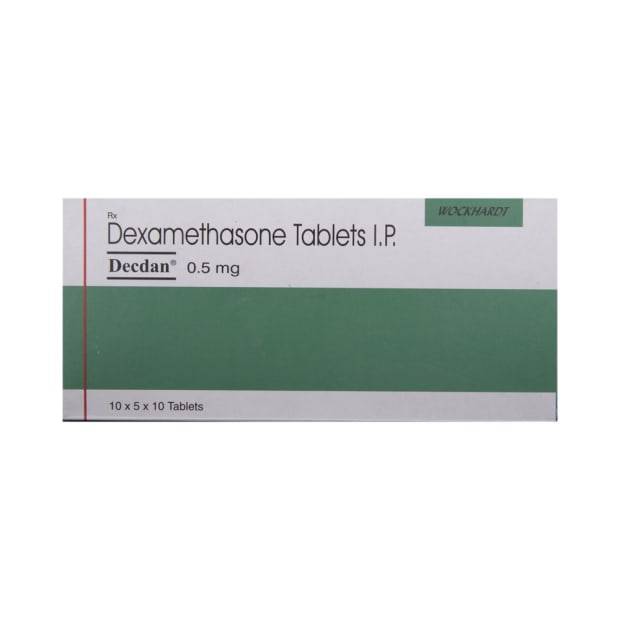 Rx
Dexamethasone Tablets I.P.
Decdan® 0.5 mg
WOCKHARDT
10 x 5 x 10 Tablets